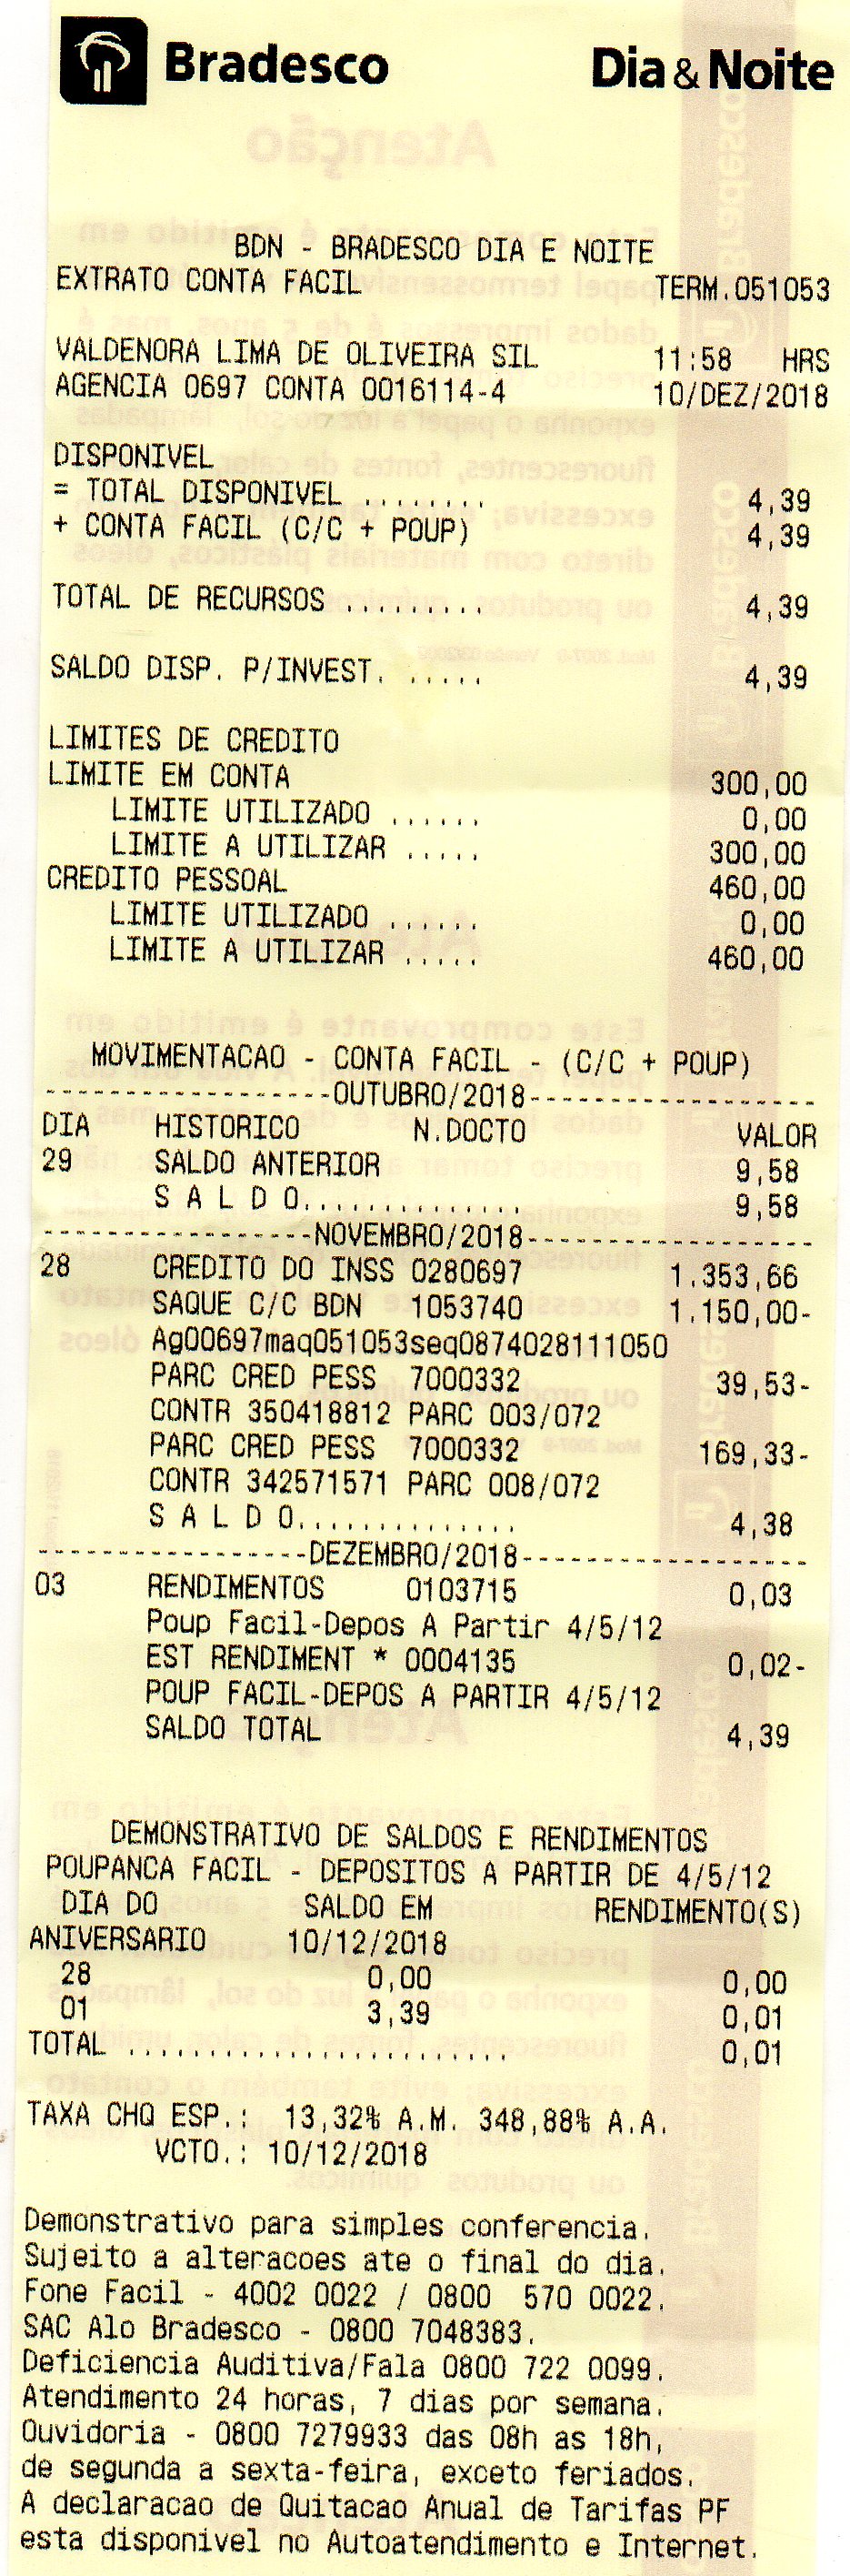 Bradesco Dia & Noite
BDN - BRADESCO DIA E NOITE
EXTRATO CONTA FACIL TERM.051053
VALDENORA LIMA DE OLIVEIRA SIL 11:58 HRS
AGENCIA 0697 CONTA 0016114-4 10/DEZ/2018
DISPONIVEL
= TOTAL DISPONIVEL ........ 4,39
+ CONTA FACIL (C/C + POUP) 4,39
TOTAL DE RECURSOS ......... 4,39
SALDO DISP. P/INVEST. ..... 4,39
LIMITES DE CREDITO
LIMITE EM CONTA 300,00
LIMITE UTILIZADO ...... 0,00
LIMITE A UTILIZAR ..... 300,00
CREDITO PESSOAL 460,00
LIMITE UTILIZADO ...... 0,00
LIMITE A UTILIZAR ..... 460,00
MOVIMENTACAO - CONTA FACIL - (C/C + POUP)
------------------OUTUBRO/2018------------------
DIA HISTORICO N.DOCTO VALOR
29 SALDO ANTERIOR 9,58
S A L D O.............. 9,58
-----------------NOVEMBRO/2018------------------
28 CREDITO DO INSS 0280697 1.353,66
SAQUE C/C BDN 1053740 1.150,00-
Ag00697maq051053seq0874028111050
PARC CRED PESS 7000332 39,53-
CONTR 350418812 PARC 003/072
PARC CRED PESS 7000332 169,33-
CONTR 342571571 PARC 008/072
S A L D O.............. 4,38
-----------------DEZEMBRO/2018------------------
03 RENDIMENTOS 0103715 0,03
Poup Facil-Depos A Partir 4/5/12
EST RENDIMENT * 0004135 0,02-
POUP FACIL-DEPOS A PARTIR 4/5/12
SALDO TOTAL 4,39
DEMONSTRATIVO DE SALDOS E RENDIMENTOS
POUPANCA FACIL - DEPOSITOS A PARTIR DE 4/5/12
DIA DO SALDO EM RENDIMENTO(S)
ANIVERSARIO 10/12/2018
28 0,00 0,00
01 3,39 0,01
TOTAL ........................ 0,01
TAXA CHQ ESP.: 13,32% A.M. 348,88% A.A.
VCTO.: 10/12/2018
Demonstrativo para simples conferencia.
Sujeito a alteracoes ate o final do dia.
Fone Facil - 4002 0022 / 0800 570 0022.
SAC Alo Bradesco - 0800 7048383.
Deficiencia Auditiva/Fala 0800 722 0099.
Atendimento 24 horas, 7 dias por semana.
Ouvidoria - 0800 7279933 das 08h as 18h,
de segunda a sexta-feira, exceto feriados.
A declaracao de Quitacao Anual de Tarifas PF
esta disponivel no Autoatendimento e Internet.